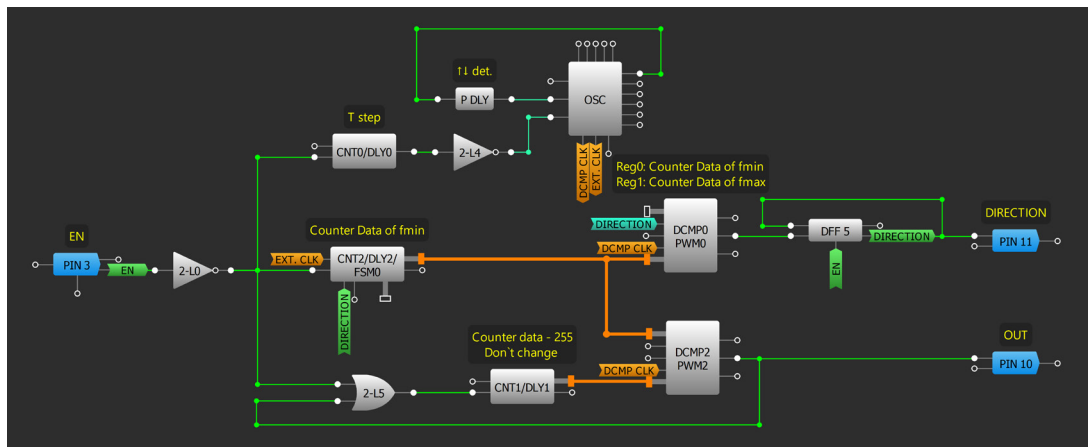 ↑↓ det.
P DLY
OSC
T step
CNT0/DLY0
2-L4
DCMP CLK
EXT. CLK
Reg0: Counter Data of fmin
Reg1: Counter Data of fmax
EN
PIN 3
EN
2-L0
Counter Data of fmin
EXT. CLK
CNT2/DLY2/
FSM0
DIRECTION
DIRECTION
DCMP CLK
DCMP0
PWM0
DFF 5
EN
DIRECTION
DIRECTION
PIN 11
Counter data - 255
Don`t change
2-L5
CNT1/DLY1
DCMP CLK
DCMP2
PWM2
OUT
PIN 10